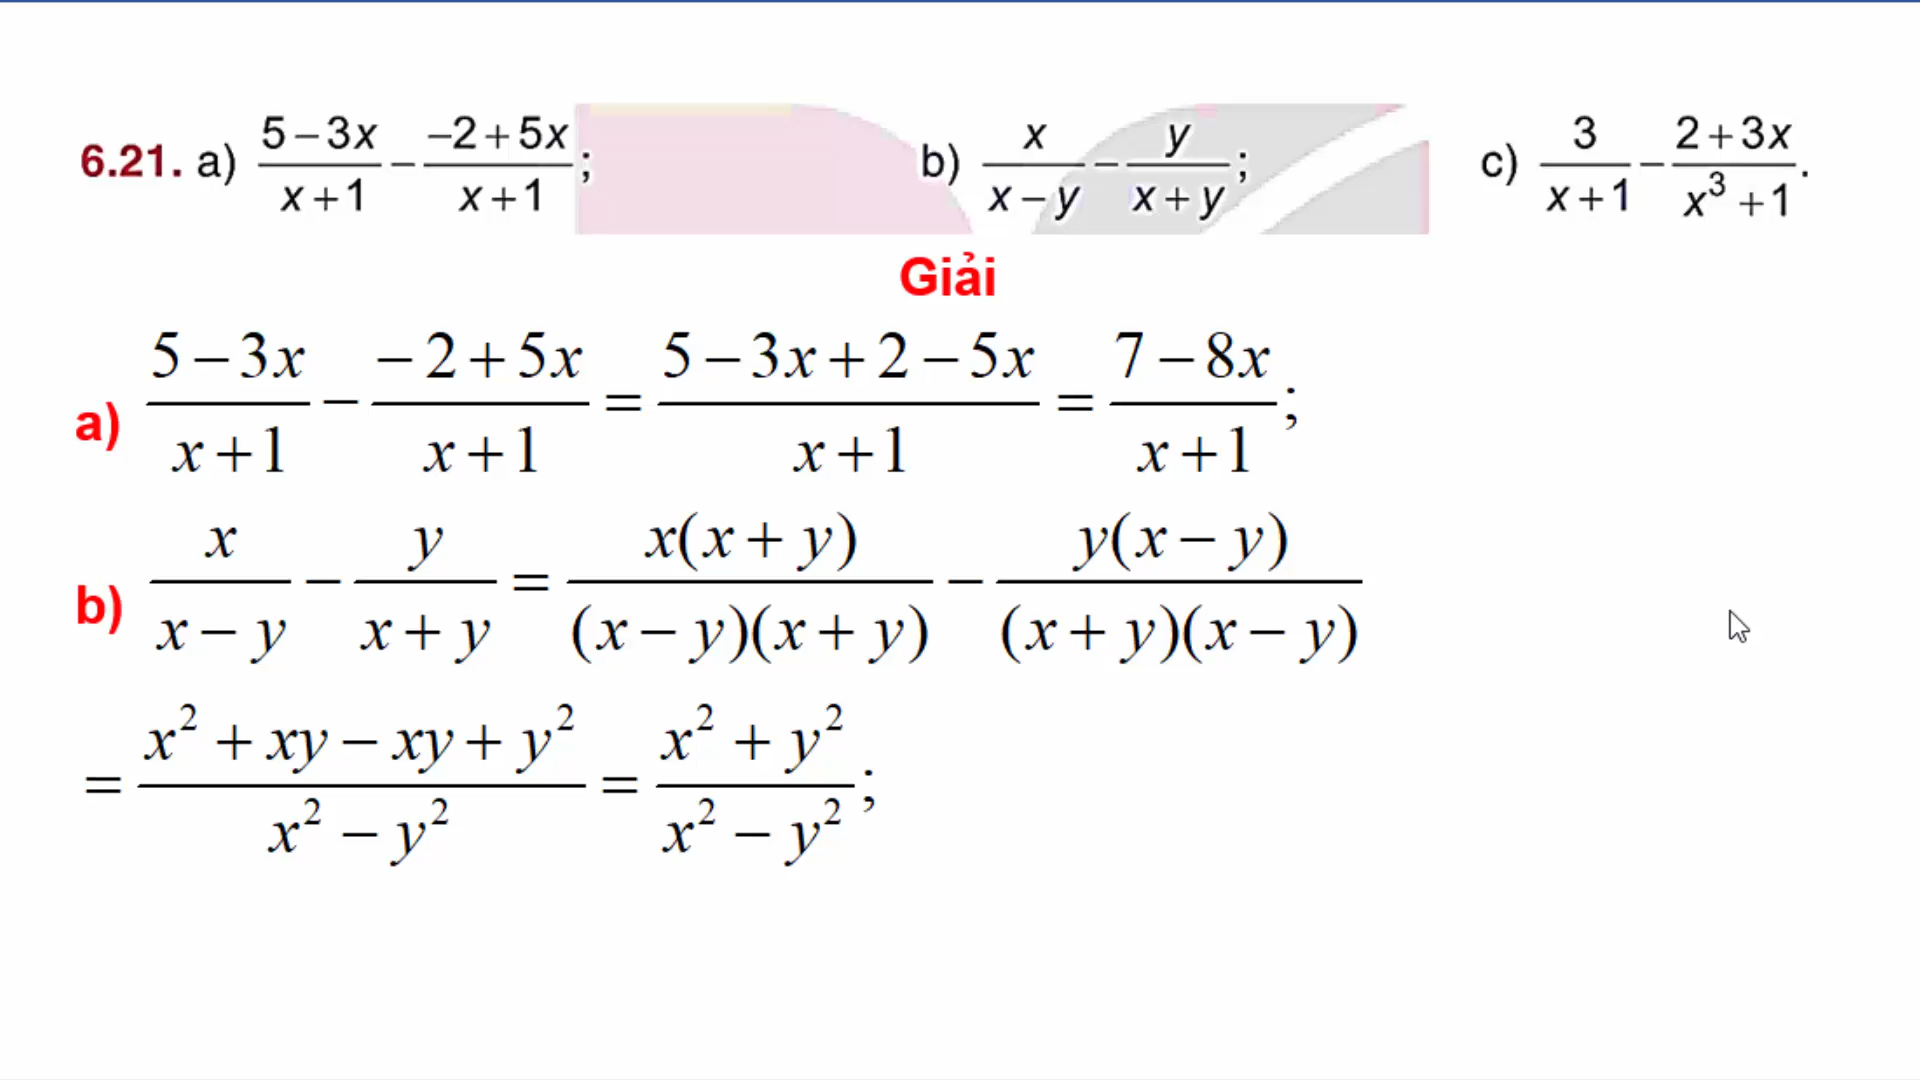 6.21. a) (5 − 3x)/(x + 1) − (−2 + 5x)/(x + 1); b) x/(x − y) − y/(x + y); c) 3/(x + 1) − (2 + 3x)/(x³ + 1).
Giải
a) (5 − 3x)/(x + 1) − (−2 + 5x)/(x + 1) = (5 − 3x + 2 − 5x)/(x + 1) = (7 − 8x)/(x + 1);
b) x/(x − y) − y/(x + y) = x(x + y)/((x − y)(x + y)) − y(x − y)/((x + y)(x − y))
= (x² + xy − xy + y²)/(x² − y²) = (x² + y²)/(x² − y²);